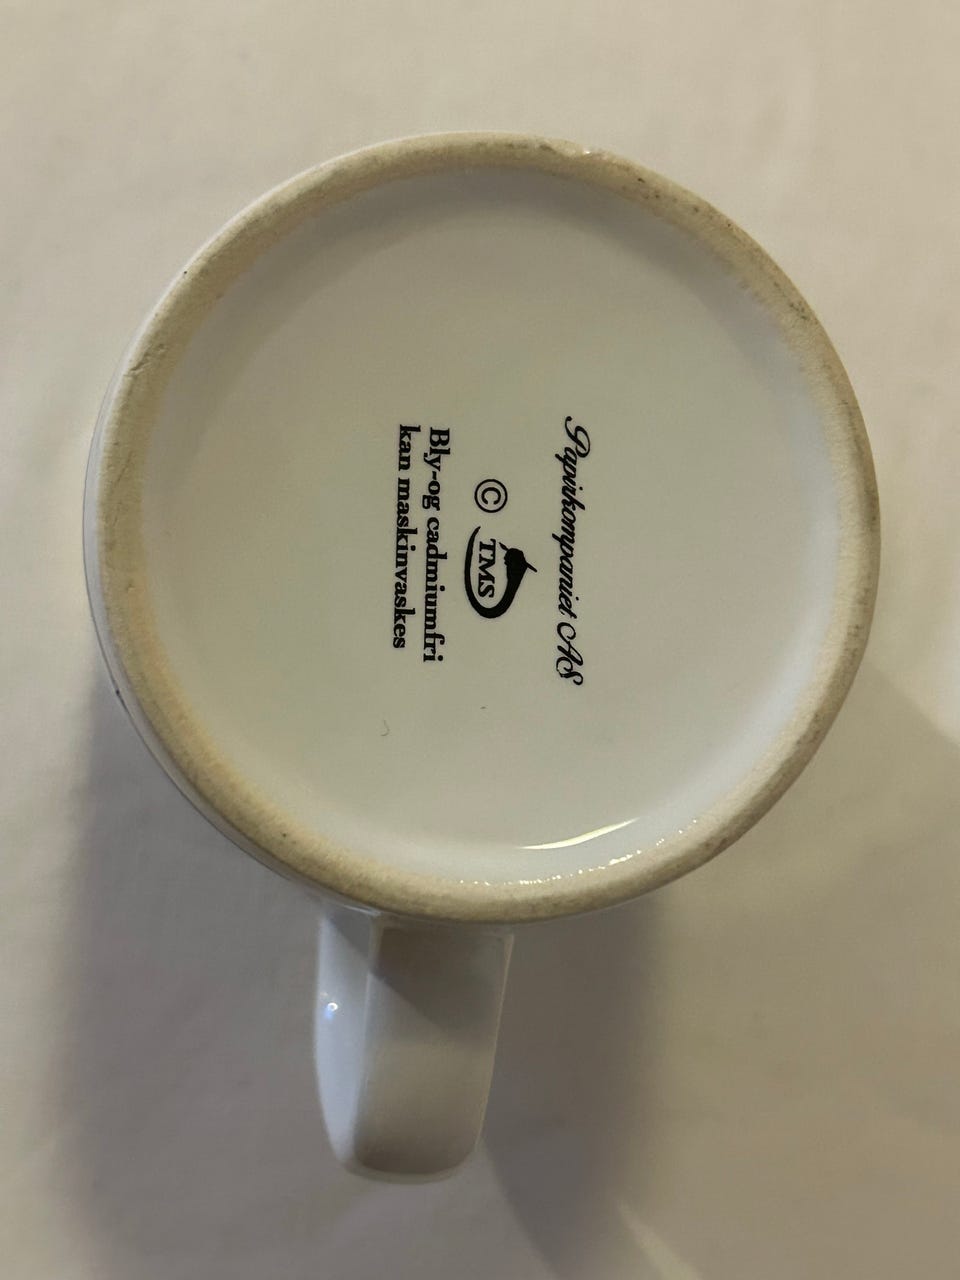 Papirkompaniet AS
© TMS
Bly-og cadmiumfri
kan maskinvaskes